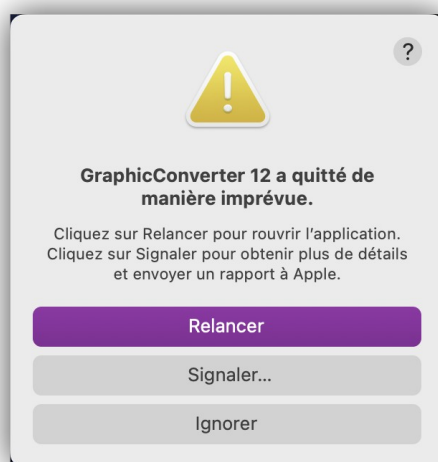 ?
GraphicConverter 12 a quitté de
manière imprévue.
Cliquez sur Relancer pour rouvrir l’application.
Cliquez sur Signaler pour obtenir plus de détails
et envoyer un rapport à Apple.
Relancer
Signaler...
Ignorer